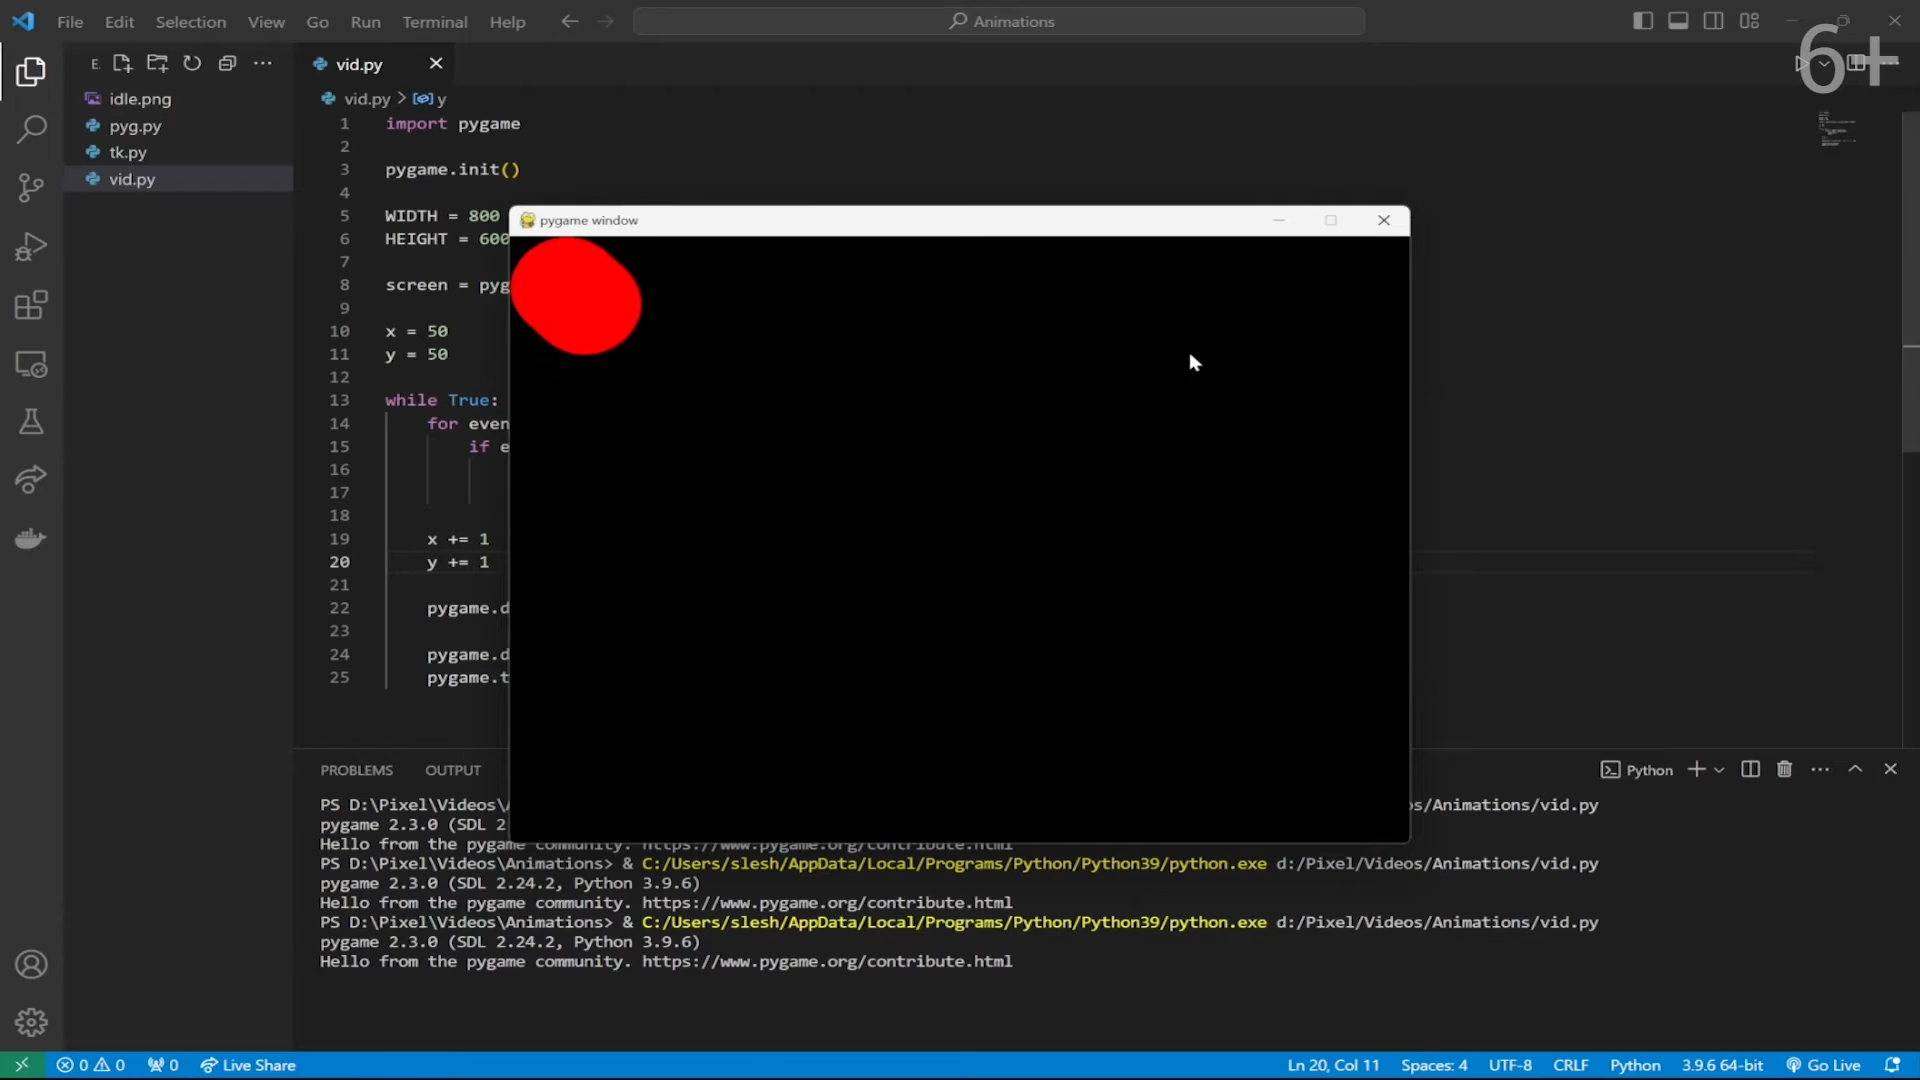 File Edit Selection View Go Run Terminal Help
Animations
6+
E.
vid.py
idle.png
pyg.py
tk.py
vid.py
vid.py > y
1 import pygame
2
3 pygame.init()
4
5 WIDTH = 800
6 HEIGHT = 600
7
8 screen = pyg
9
10 x = 50
11 y = 50
12
13 while True:
14 for even
15 if e
16
17
18
19 x += 1
20 y += 1
21
22 pygame.d
23
24 pygame.d
25 pygame.t
pygame window
PROBLEMS OUTPUT
Python
PS D:\Pixel\Videos\ os/Animations/vid.py
pygame 2.3.0 (SDL 2
Hello from the pygame community. https://www.pygame.org/contribute.html
PS D:\Pixel\Videos\Animations> & C:/Users/slesh/AppData/Local/Programs/Python/Python39/python.exe d:/Pixel/Videos/Animations/vid.py
pygame 2.3.0 (SDL 2.24.2, Python 3.9.6)
Hello from the pygame community. https://www.pygame.org/contribute.html
PS D:\Pixel\Videos\Animations> & C:/Users/slesh/AppData/Local/Programs/Python/Python39/python.exe d:/Pixel/Videos/Animations/vid.py
pygame 2.3.0 (SDL 2.24.2, Python 3.9.6)
Hello from the pygame community. https://www.pygame.org/contribute.html
0 0 0 Live Share
Ln 20, Col 11 Spaces: 4 UTF-8 CRLF Python 3.9.6 64-bit Go Live